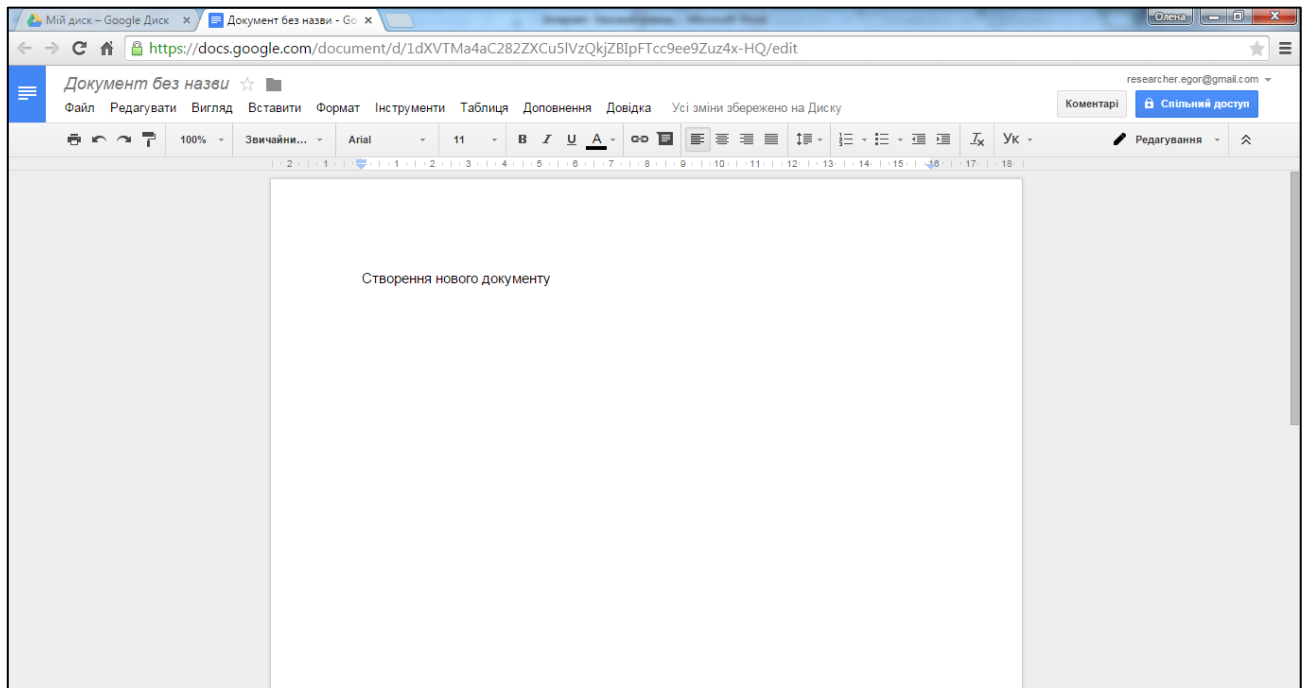 Мій диск – Google Диск
Документ без назви - Go
Олена
https://docs.google.com/document/d/1dXVTMa4aC282ZXCu5lVzQkjZBIpFTcc9ee9Zuz4x-HQ/edit
Документ без назви
researcher.egor@gmail.com
Файл Редагувати Вигляд Вставити Формат Інструменти Таблиця Доповнення Довідка Усі зміни збережено на Диску
Коментарі Спільний доступ
100% Звичайни... Arial 11 B I U A Ук Редагування
2 1 1 2 3 4 5 6 7 8 9 10 11 12 13 14 15 16 17 18
Створення нового документу